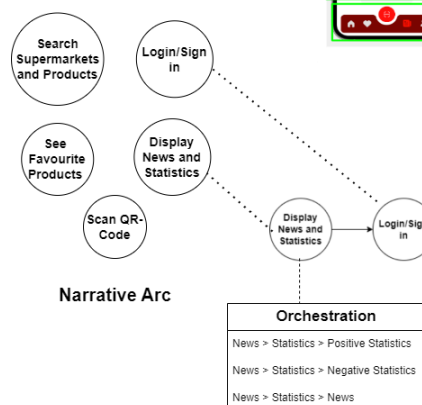 Search
Supermarkets
and Products
Login/Sign
in
See
Favourite
Products
Display
News and
Statistics
Scan QR-
Code
Display
News and
Statistics
Login/Sig
in
Narrative Arc
Orchestration
News > Statistics > Positive Statistics
News > Statistics > Negative Statistics
News > Statistics > News